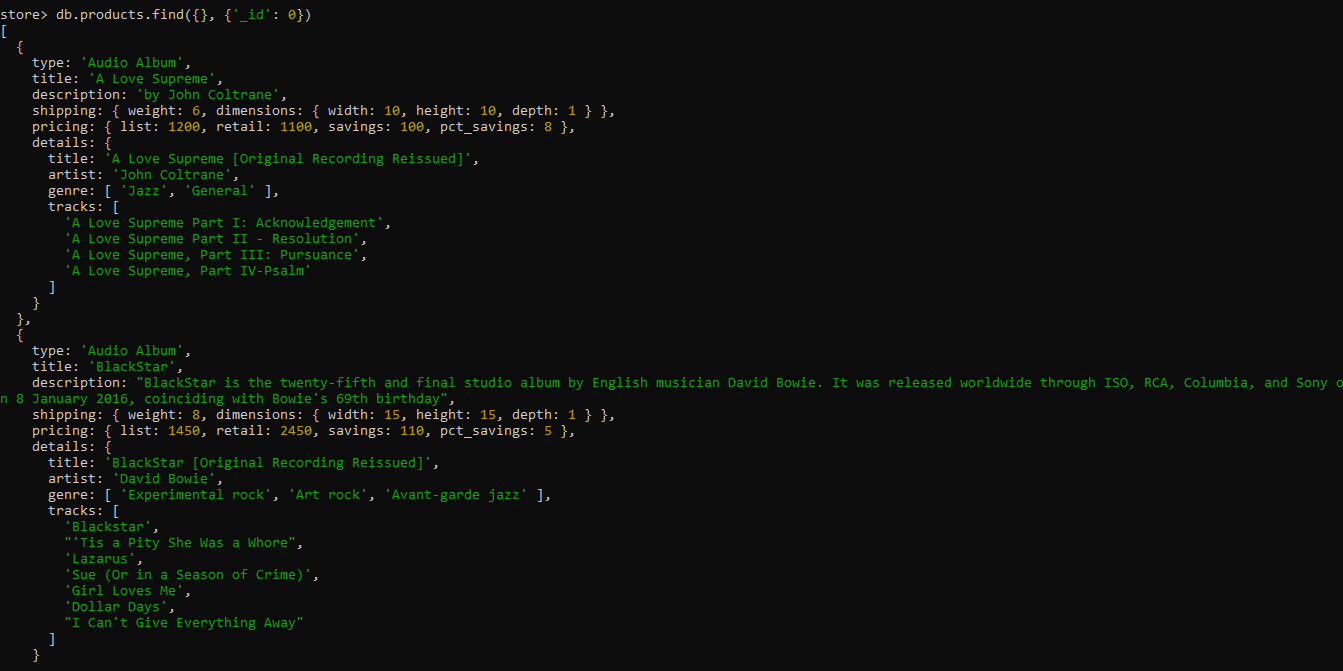 store> db.products.find({}, {'_id': 0})
[
  {
    type: 'Audio Album',
    title: 'A Love Supreme',
    description: 'by John Coltrane',
    shipping: { weight: 6, dimensions: { width: 10, height: 10, depth: 1 } },
    pricing: { list: 1200, retail: 1100, savings: 100, pct_savings: 8 },
    details: {
      title: 'A Love Supreme [Original Recording Reissued]',
      artist: 'John Coltrane',
      genre: [ 'Jazz', 'General' ],
      tracks: [
        'A Love Supreme Part I: Acknowledgement',
        'A Love Supreme Part II - Resolution',
        'A Love Supreme, Part III: Pursuance',
        'A Love Supreme, Part IV-Psalm'
      ]
    }
  },
  {
    type: 'Audio Album',
    title: 'BlackStar',
    description: "BlackStar is the twenty-fifth and final studio album by English musician David Bowie. It was released worldwide through ISO, RCA, Columbia, and Sony o
n 8 January 2016, coinciding with Bowie's 69th birthday",
    shipping: { weight: 8, dimensions: { width: 15, height: 15, depth: 1 } },
    pricing: { list: 1450, retail: 2450, savings: 110, pct_savings: 5 },
    details: {
      title: 'BlackStar [Original Recording Reissued]',
      artist: 'David Bowie',
      genre: [ 'Experimental rock', 'Art rock', 'Avant-garde jazz' ],
      tracks: [
        'Blackstar',
        "'Tis a Pity She Was a Whore",
        'Lazarus',
        'Sue (Or in a Season of Crime)',
        'Girl Loves Me',
        'Dollar Days',
        "I Can't Give Everything Away"
      ]
    }